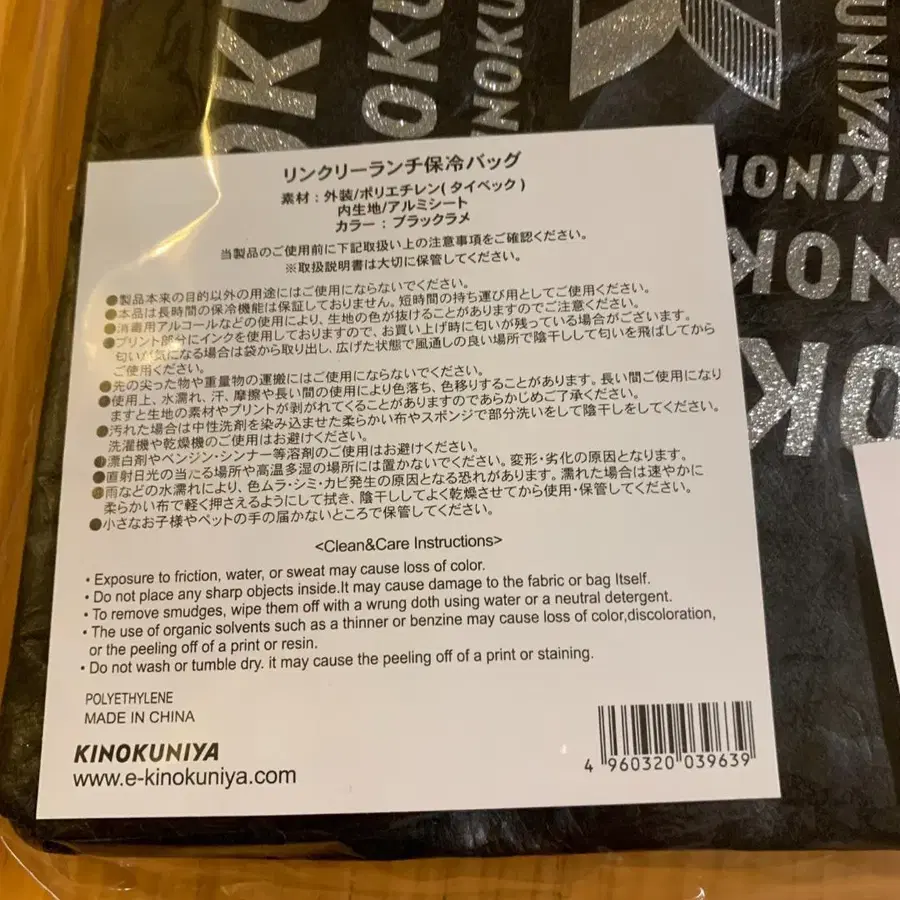 KINOKUNIYA
KINOKU
OKU
OKU
UNIYA
KINOK
NOK
OK
リンクリーランチ保冷バッグ
素材：外装/ポリエチレン(タイベック)
内生地/アルミシート
カラー：ブラックラメ
当製品のご使用前に下記取扱い上の注意事項をご確認ください。
※取扱説明書は大切に保管してください。
●製品本来の目的以外の用途にはご使用にならないでください。
●本品は長時間の保冷機能は保証しておりません。短時間の持ち運び用としてご使用ください。
●消毒用アルコールなどの使用により、生地の色が抜けることがありますのでご注意ください。
●プリント部分にインクを使用しておりますので、お買い上げ時に匂いが残っている場合がございます。
匂いが気になる場合は袋から取り出し、広げた状態で風通しの良い場所で陰干しして匂いを飛ばしてから
ご使用ください。
●先の尖った物や重量物の運搬にはご使用にならないでください。
●使用上、水濡れ、汗、摩擦や長い間の使用により色落ち、色移りすることがあります。長い間ご使用になり
ますと生地の素材やプリントが剥がれてくることがありますのであらかじめご了承ください。
●汚れた場合は中性洗剤を染み込ませた柔らかい布やスポンジで部分洗いをして陰干しをしてください。
洗濯機や乾燥機のご使用はお避けください。
●漂白剤やベンジン・シンナー等溶剤のご使用はお避けください。
●直射日光の当たる場所や高温多湿の場所には置かないでください。変形・劣化の原因となります。
●雨などの水濡れにより、色ムラ・シミ・カビ発生の原因となる恐れがあります。濡れた場合は速やかに
柔らかい布で軽く押さえるようにして拭き、陰干ししてよく乾燥させてから使用・保管してください。
●小さなお子様やペットの手の届かないところで保管してください。
<Clean&Care Instructions>
・Exposure to friction, water, or sweat may cause loss of color.
・Do not place any sharp objects inside.It may cause damage to the fabric or bag Itself.
・To remove smudges, wipe them off with a wrung doth using water or a neutral detergent.
・The use of organic solvents such as a thinner or benzine may cause loss of color,discoloration,
or the peeling off of a print or resin.
・Do not wash or tumble dry. it may cause the peeling off of a print or staining.
POLYETHYLENE
MADE IN CHINA
KINOKUNIYA
www.e-kinokuniya.com
4 960320 039639